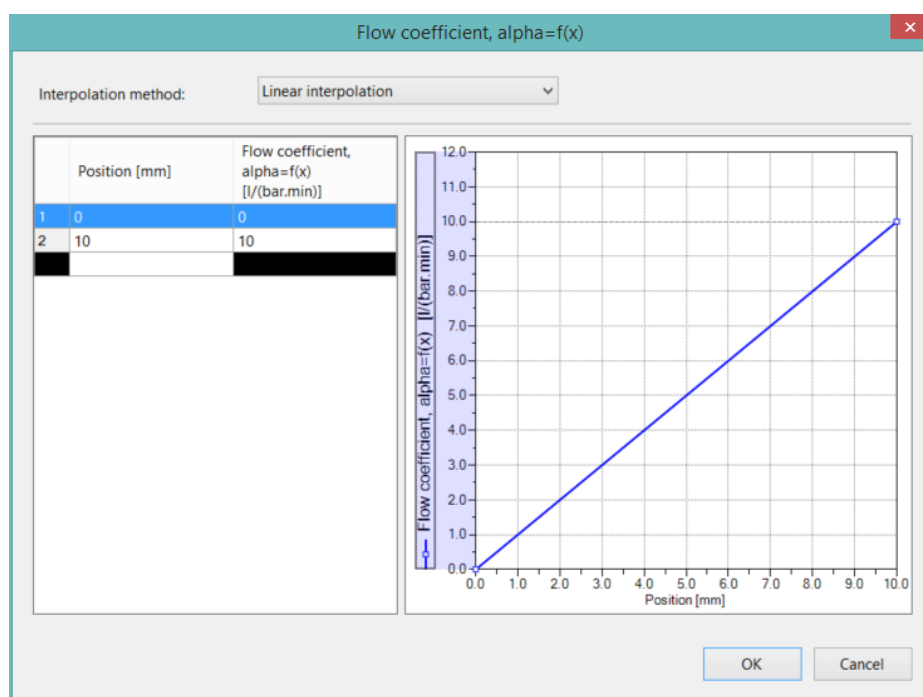 Flow coefficient, alpha=f(x)
Interpolation method:
Linear interpolation
Position [mm]
Flow coefficient,
alpha=f(x)
[l/(bar.min)]
1 0 0
2 10 10
Flow coefficient, alpha=f(x) [l/(bar.min)]
12.0
11.0
10.0
9.0
8.0
7.0
6.0
5.0
4.0
3.0
2.0
1.0
0.0
0.0 1.0 2.0 3.0 4.0 5.0 6.0 7.0 8.0 9.0 10.0
Position [mm]
OK
Cancel